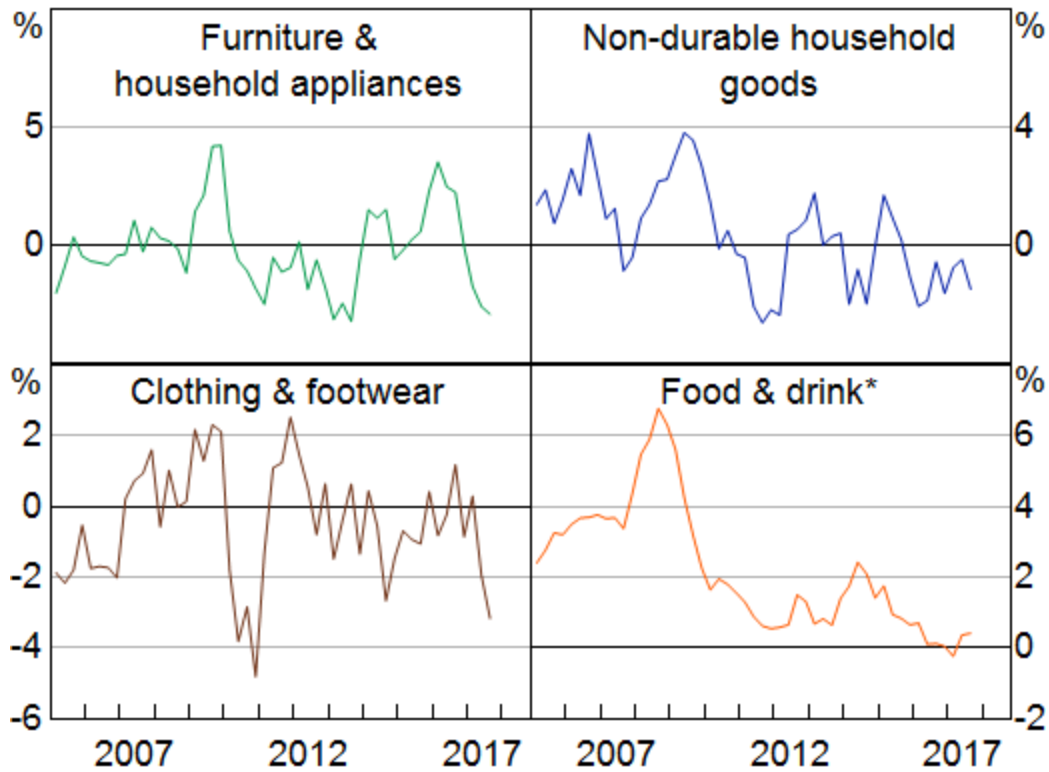 % %
Furniture &
household appliances
Non-durable household
goods
5 4
0 0
% %
Clothing & footwear
Food & drink*
2 6
0 4
-2 2
-4 0
-6 -2
2007 2012 2017 2007 2012 2017